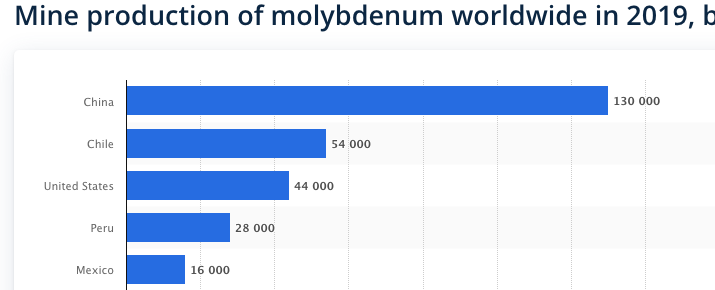 Mine production of molybdenum worldwide in 2019, b
China 130 000
Chile 54 000
United States 44 000
Peru 28 000
Mexico 16 000